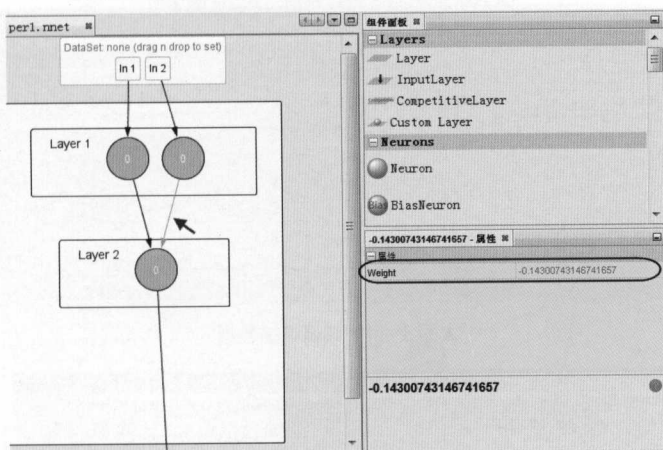 per1.nnet
DataSet: none (drag n drop to set)
In 1
In 2
Layer 1
0
0
Layer 2
0
组件面板
Layers
Layer
InputLayer
CompetitiveLayer
Custom Layer
Neurons
Neuron
Bias
BiasNeuron
-0.14300743146741657 - 属性
属性
Weight
-0.14300743146741657
-0.14300743146741657